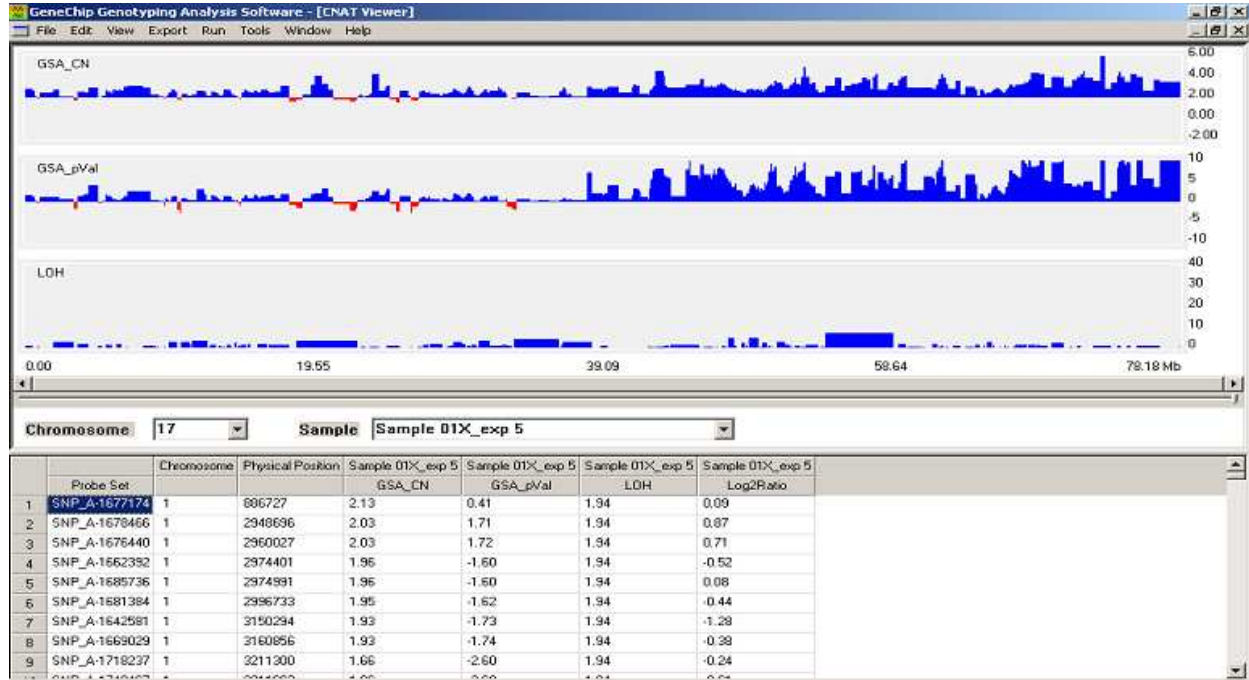 GeneChip Genotyping Analysis Software - [CNAT Viewer]
File Edit View Export Run Tools Window Help
GSA_CN
6.00
4.00
2.00
0.00
-2.00
GSA_pVal
10
5
0
-5
-10
LOH
40
30
20
10
0
0.00 19.55 39.09 58.64 78.18 Mb
Chromosome 17 Sample Sample 01X_exp 5
Chromosome Physical Position Sample 01X_exp 5 Sample 01X_exp 5 Sample 01X_exp 5 Sample 01X_exp 5
Probe Set GSA_CN GSA_pVal LOH Log2Ratio
1 SNP_A-1677174 1 886727 2.13 0.41 1.94 0.09
2 SNP_A-1678466 1 2948696 2.03 1.71 1.94 0.87
3 SNP_A-1676440 1 2960027 2.03 1.72 1.94 0.71
4 SNP_A-1662392 1 2974401 1.96 -1.60 1.94 -0.52
5 SNP_A-1685736 1 2974991 1.96 -1.60 1.94 0.08
6 SNP_A-1681384 1 2996733 1.95 -1.62 1.94 -0.44
7 SNP_A-1642581 1 3150294 1.93 -1.73 1.94 -1.28
8 SNP_A-1669029 1 3160856 1.93 -1.74 1.94 -0.38
9 SNP_A-1718237 1 3211300 1.66 -2.60 1.94 -0.24